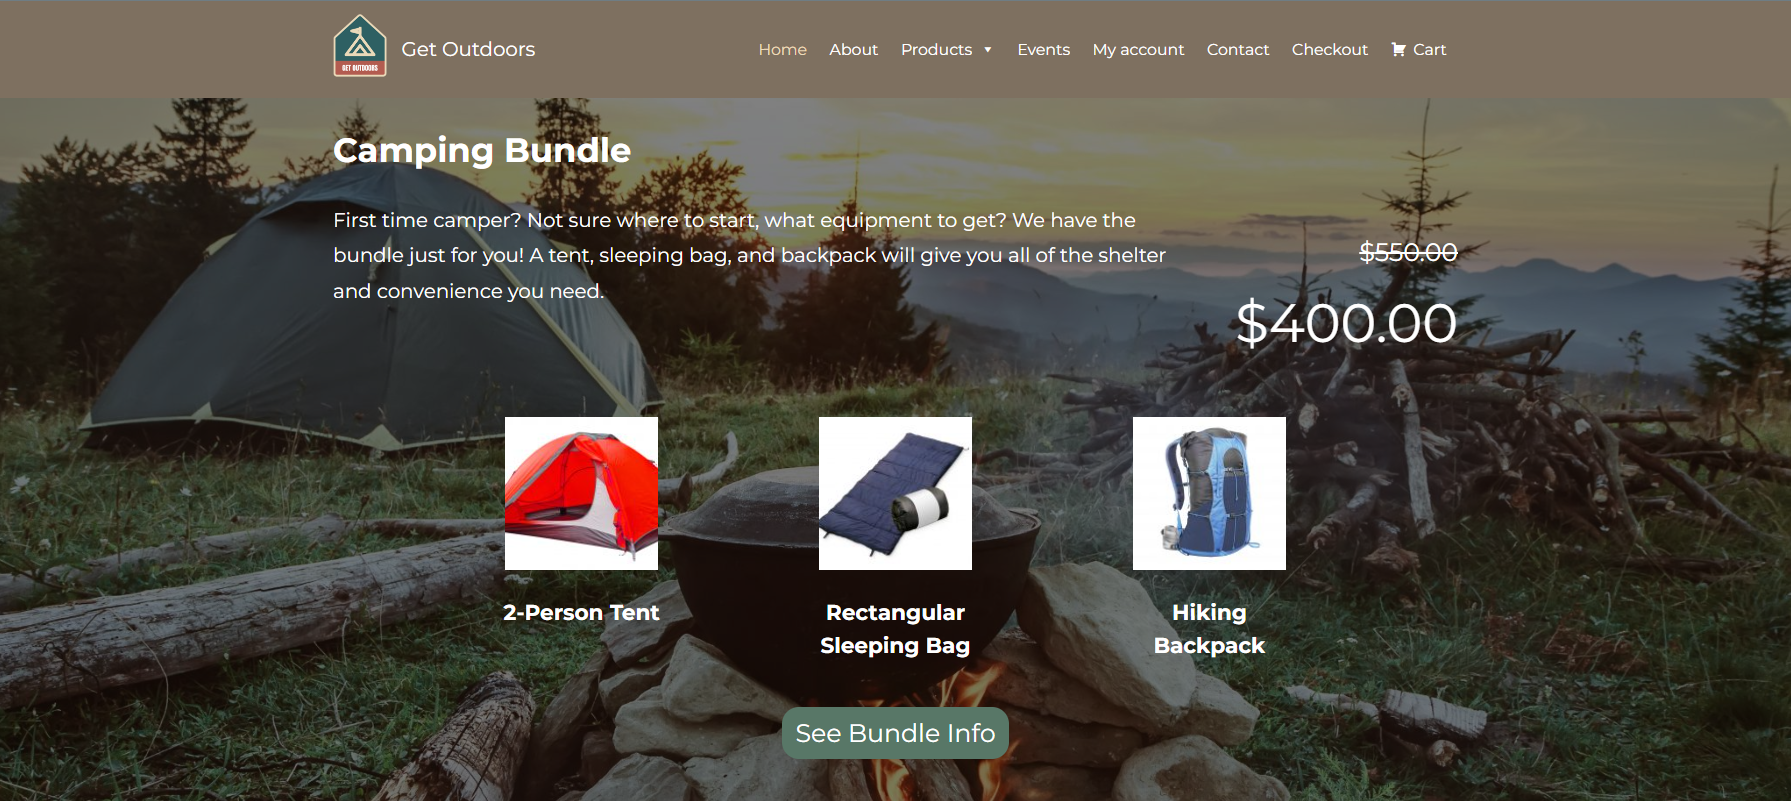 GET OUTDOORS
Get Outdoors
Home About Products Events My account Contact Checkout Cart
Camping Bundle
First time camper? Not sure where to start, what equipment to get? We have the
bundle just for you! A tent, sleeping bag, and backpack will give you all of the shelter
and convenience you need.
$550.00
$400.00
2-Person Tent
Rectangular
Sleeping Bag
Hiking
Backpack
See Bundle Info